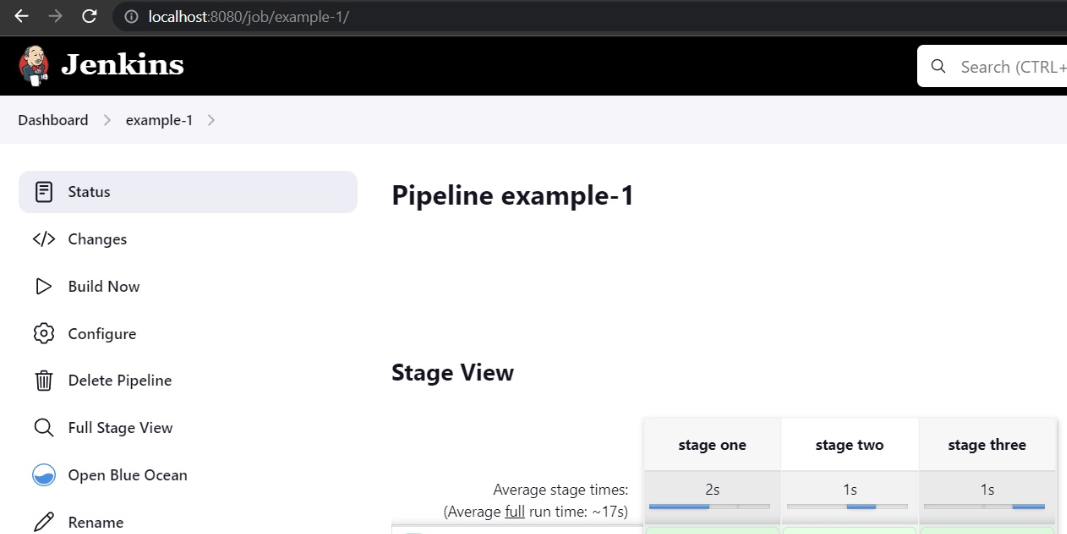 localhost:8080/job/example-1/
Jenkins
Search (CTRL+
Dashboard
example-1
Status
Changes
Build Now
Configure
Delete Pipeline
Full Stage View
Open Blue Ocean
Rename
Pipeline example-1
Stage View
stage one
stage two
stage three
Average stage times:
2s
1s
1s
(Average full run time: ~17s)